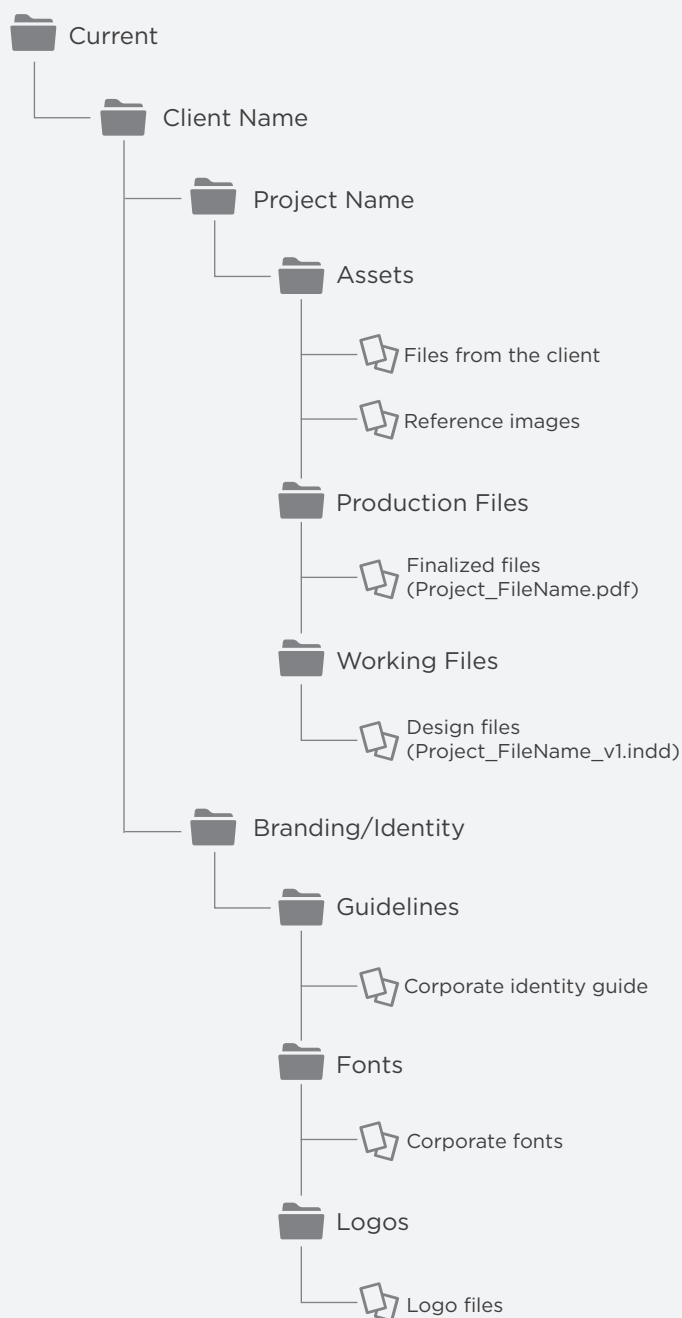 Current
Client Name
Project Name
Assets
Files from the client
Reference images
Production Files
Finalized files
(Project_FileName.pdf)
Working Files
Design files
(Project_FileName_v1.indd)
Branding/Identity
Guidelines
Corporate identity guide
Fonts
Corporate fonts
Logos
Logo files